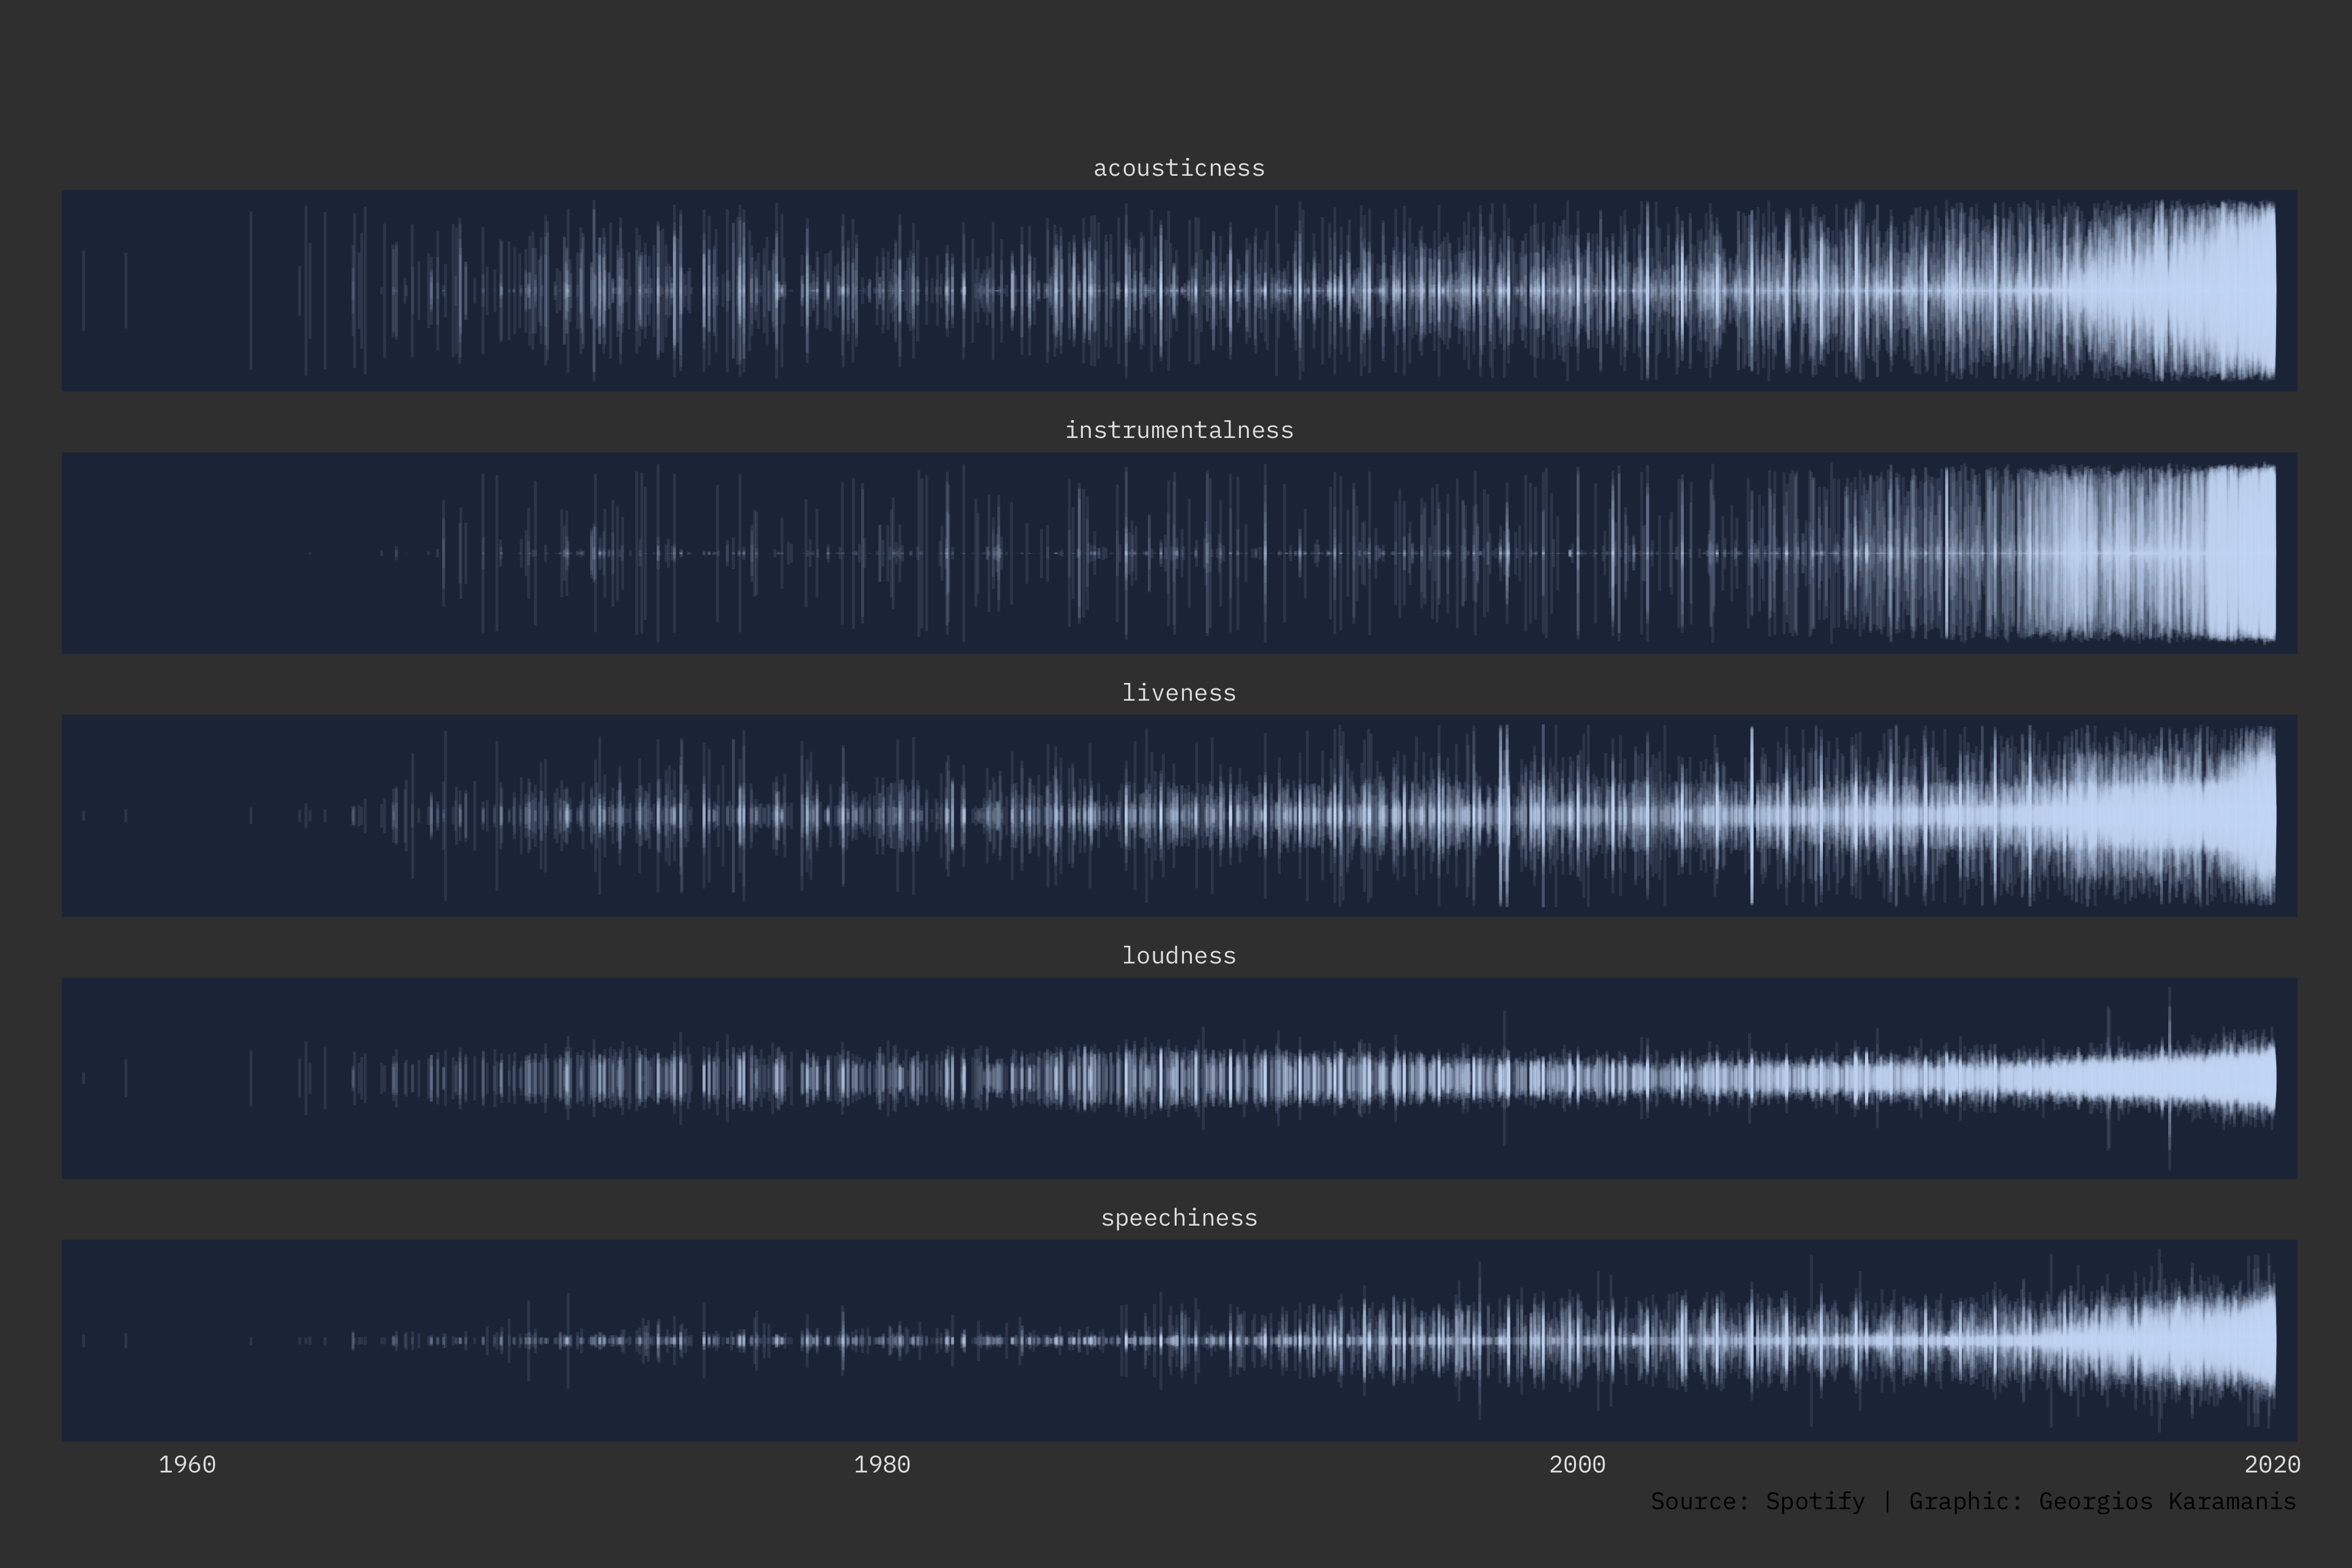 acousticness
instrumentalness
liveness
loudness
speechiness
1960 1980 2000 2020
Source: Spotify | Graphic: Georgios Karamanis